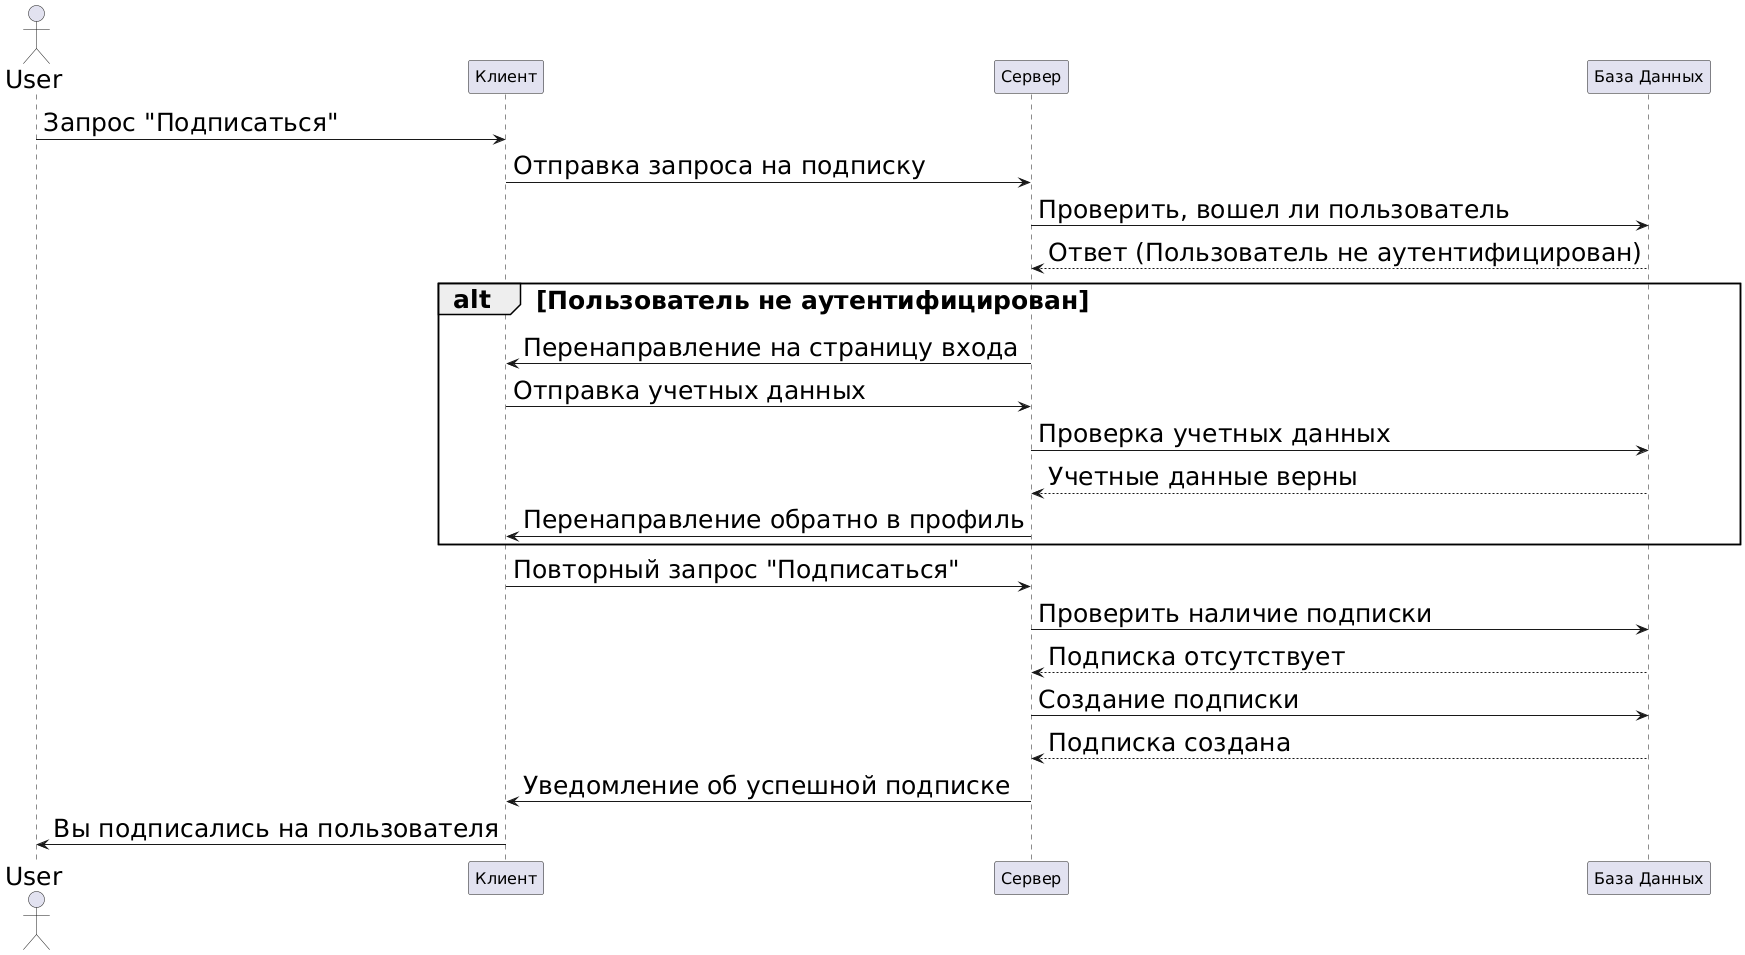 User
Клиент
Сервер
База Данных
Запрос "Подписаться"
Отправка запроса на подписку
Проверить, вошел ли пользователь
Ответ (Пользователь не аутентифицирован)
alt [Пользователь не аутентифицирован]
Перенаправление на страницу входа
Отправка учетных данных
Проверка учетных данных
Учетные данные верны
Перенаправление обратно в профиль
Повторный запрос "Подписаться"
Проверить наличие подписки
Подписка отсутствует
Создание подписки
Подписка создана
Уведомление об успешной подписке
Вы подписались на пользователя
User
Клиент
Сервер
База Данных